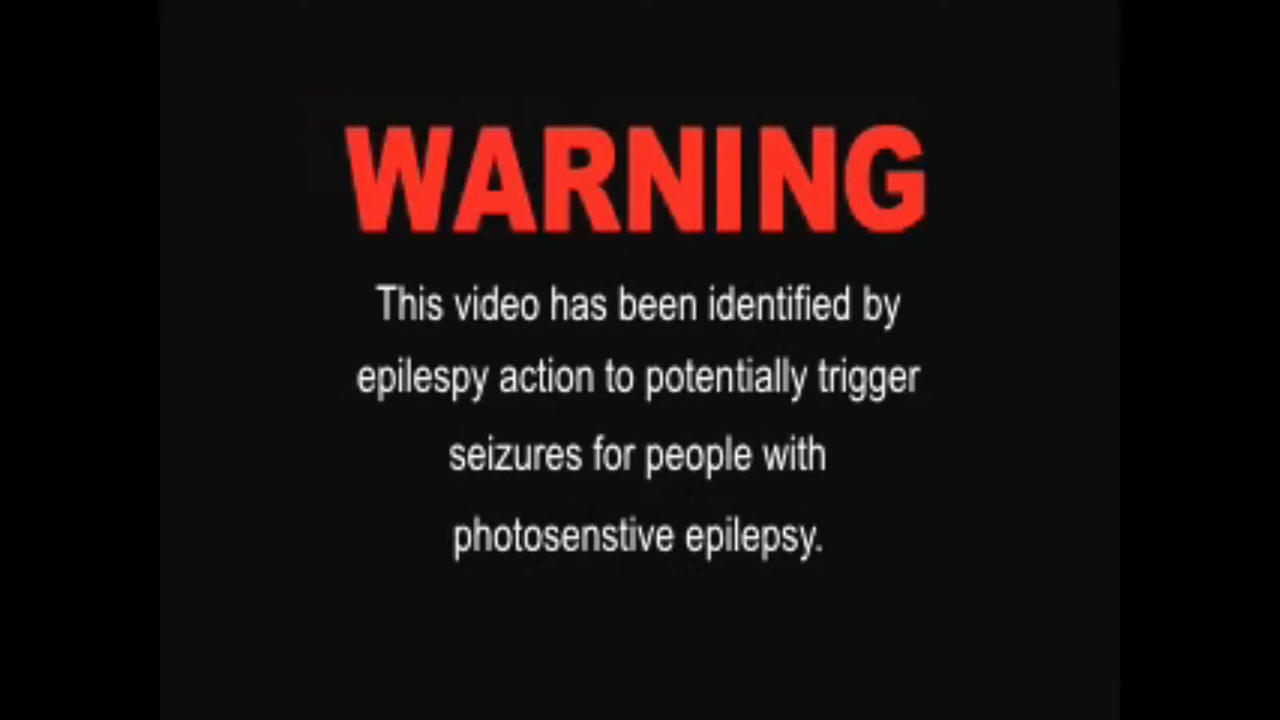 WARNING
This video has been identified by
epilespy action to potentially trigger
seizures for people with
photosenstive epilepsy.